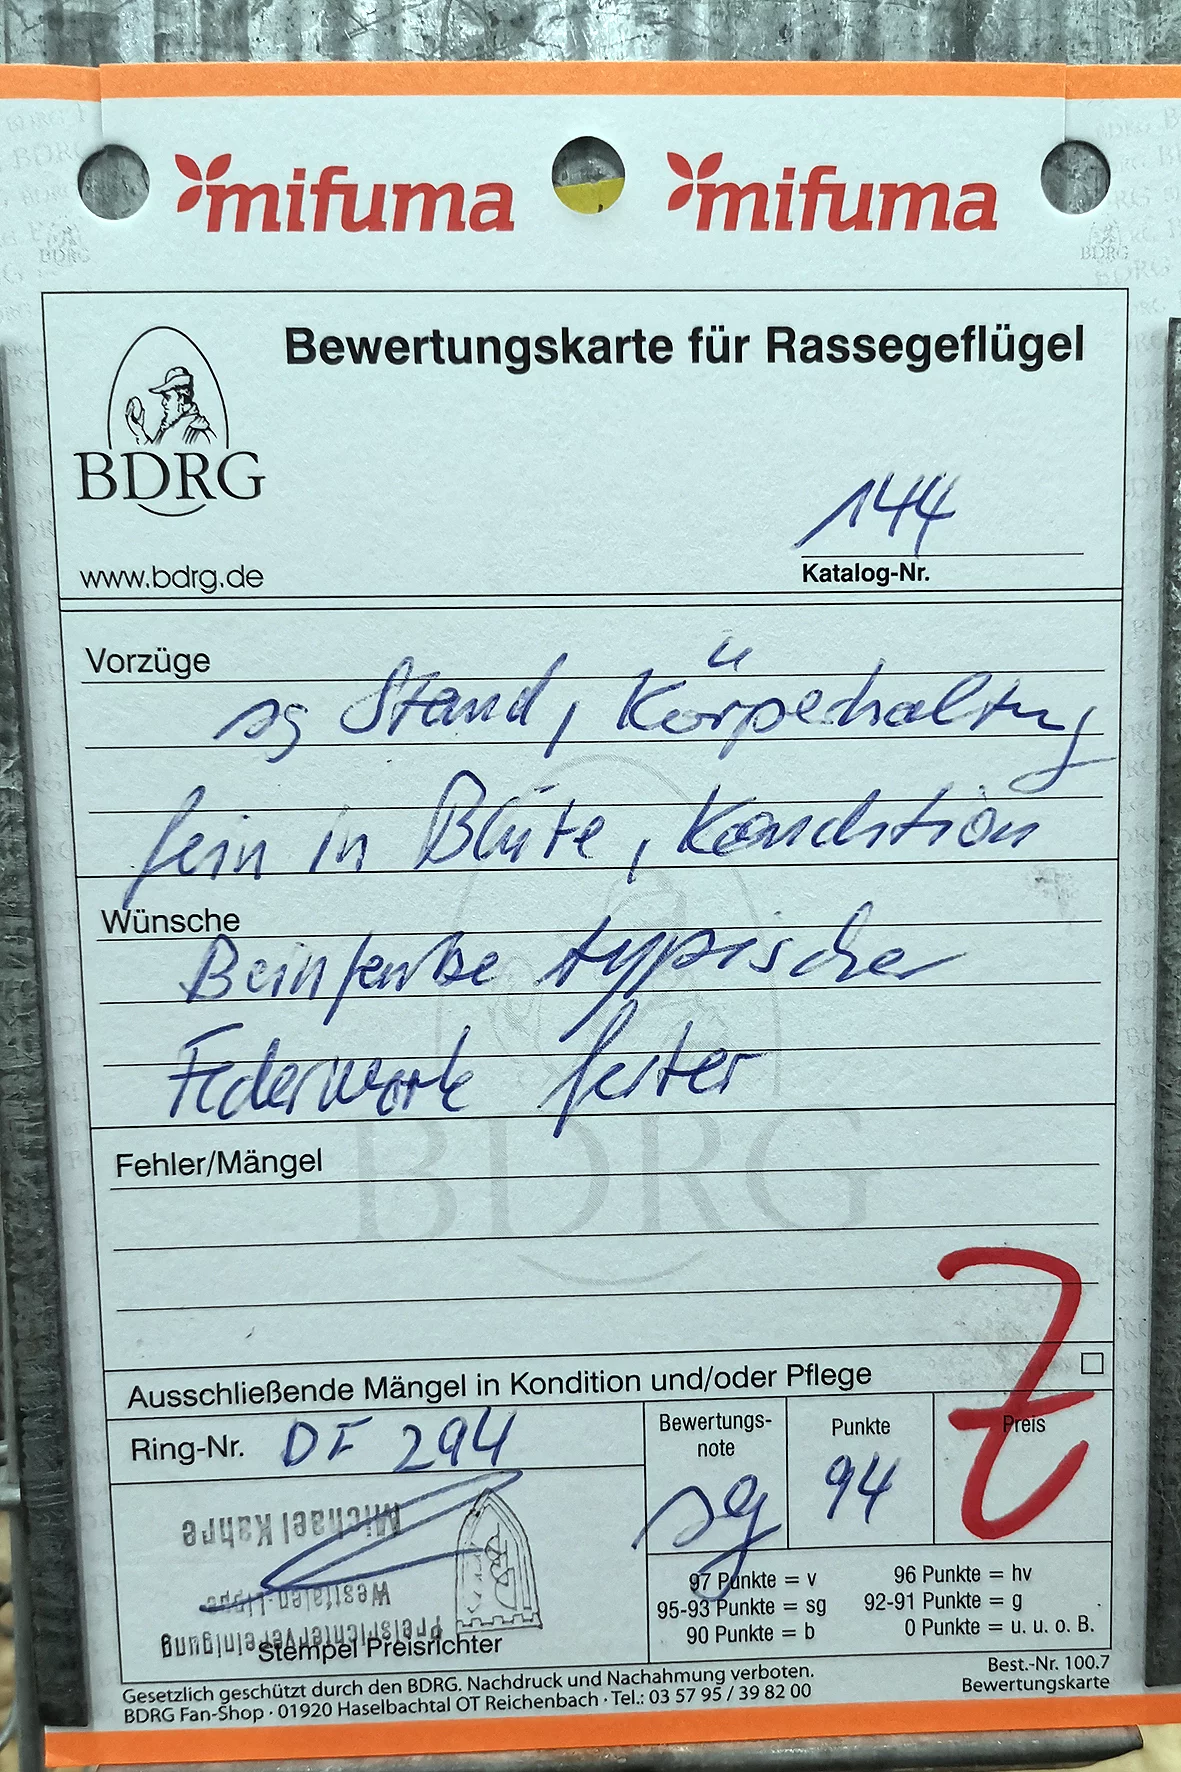 mifuma mifuma
Bewertungskarte für Rassegeflügel
BDRG
www.bdrg.de
144
Katalog-Nr.
Vorzüge
sg Stand, Körperhaltung
fein in Blüte, Kondition
Wünsche
Beinfarbe typischer
Federwerk fester
BDRG
Fehler/Mängel
Ausschließende Mängel in Kondition und/oder Pflege
Ring-Nr. DF 294
Bewertungs-
note
sg
Punkte
94
Preis
Z
Michael Kahre
Westfalen-Lippe
Preisrichtervereinigung
Stempel Preisrichter
97 Punkte = v 96 Punkte = hv
95-93 Punkte = sg 92-91 Punkte = g
90 Punkte = b 0 Punkte = u. u. o. B.
Gesetzlich geschützt durch den BDRG. Nachdruck und Nachahmung verboten.
BDRG Fan-Shop · 01920 Haselbachtal OT Reichenbach · Tel.: 03 57 95 / 39 82 00
Best.-Nr. 100.7
Bewertungskarte